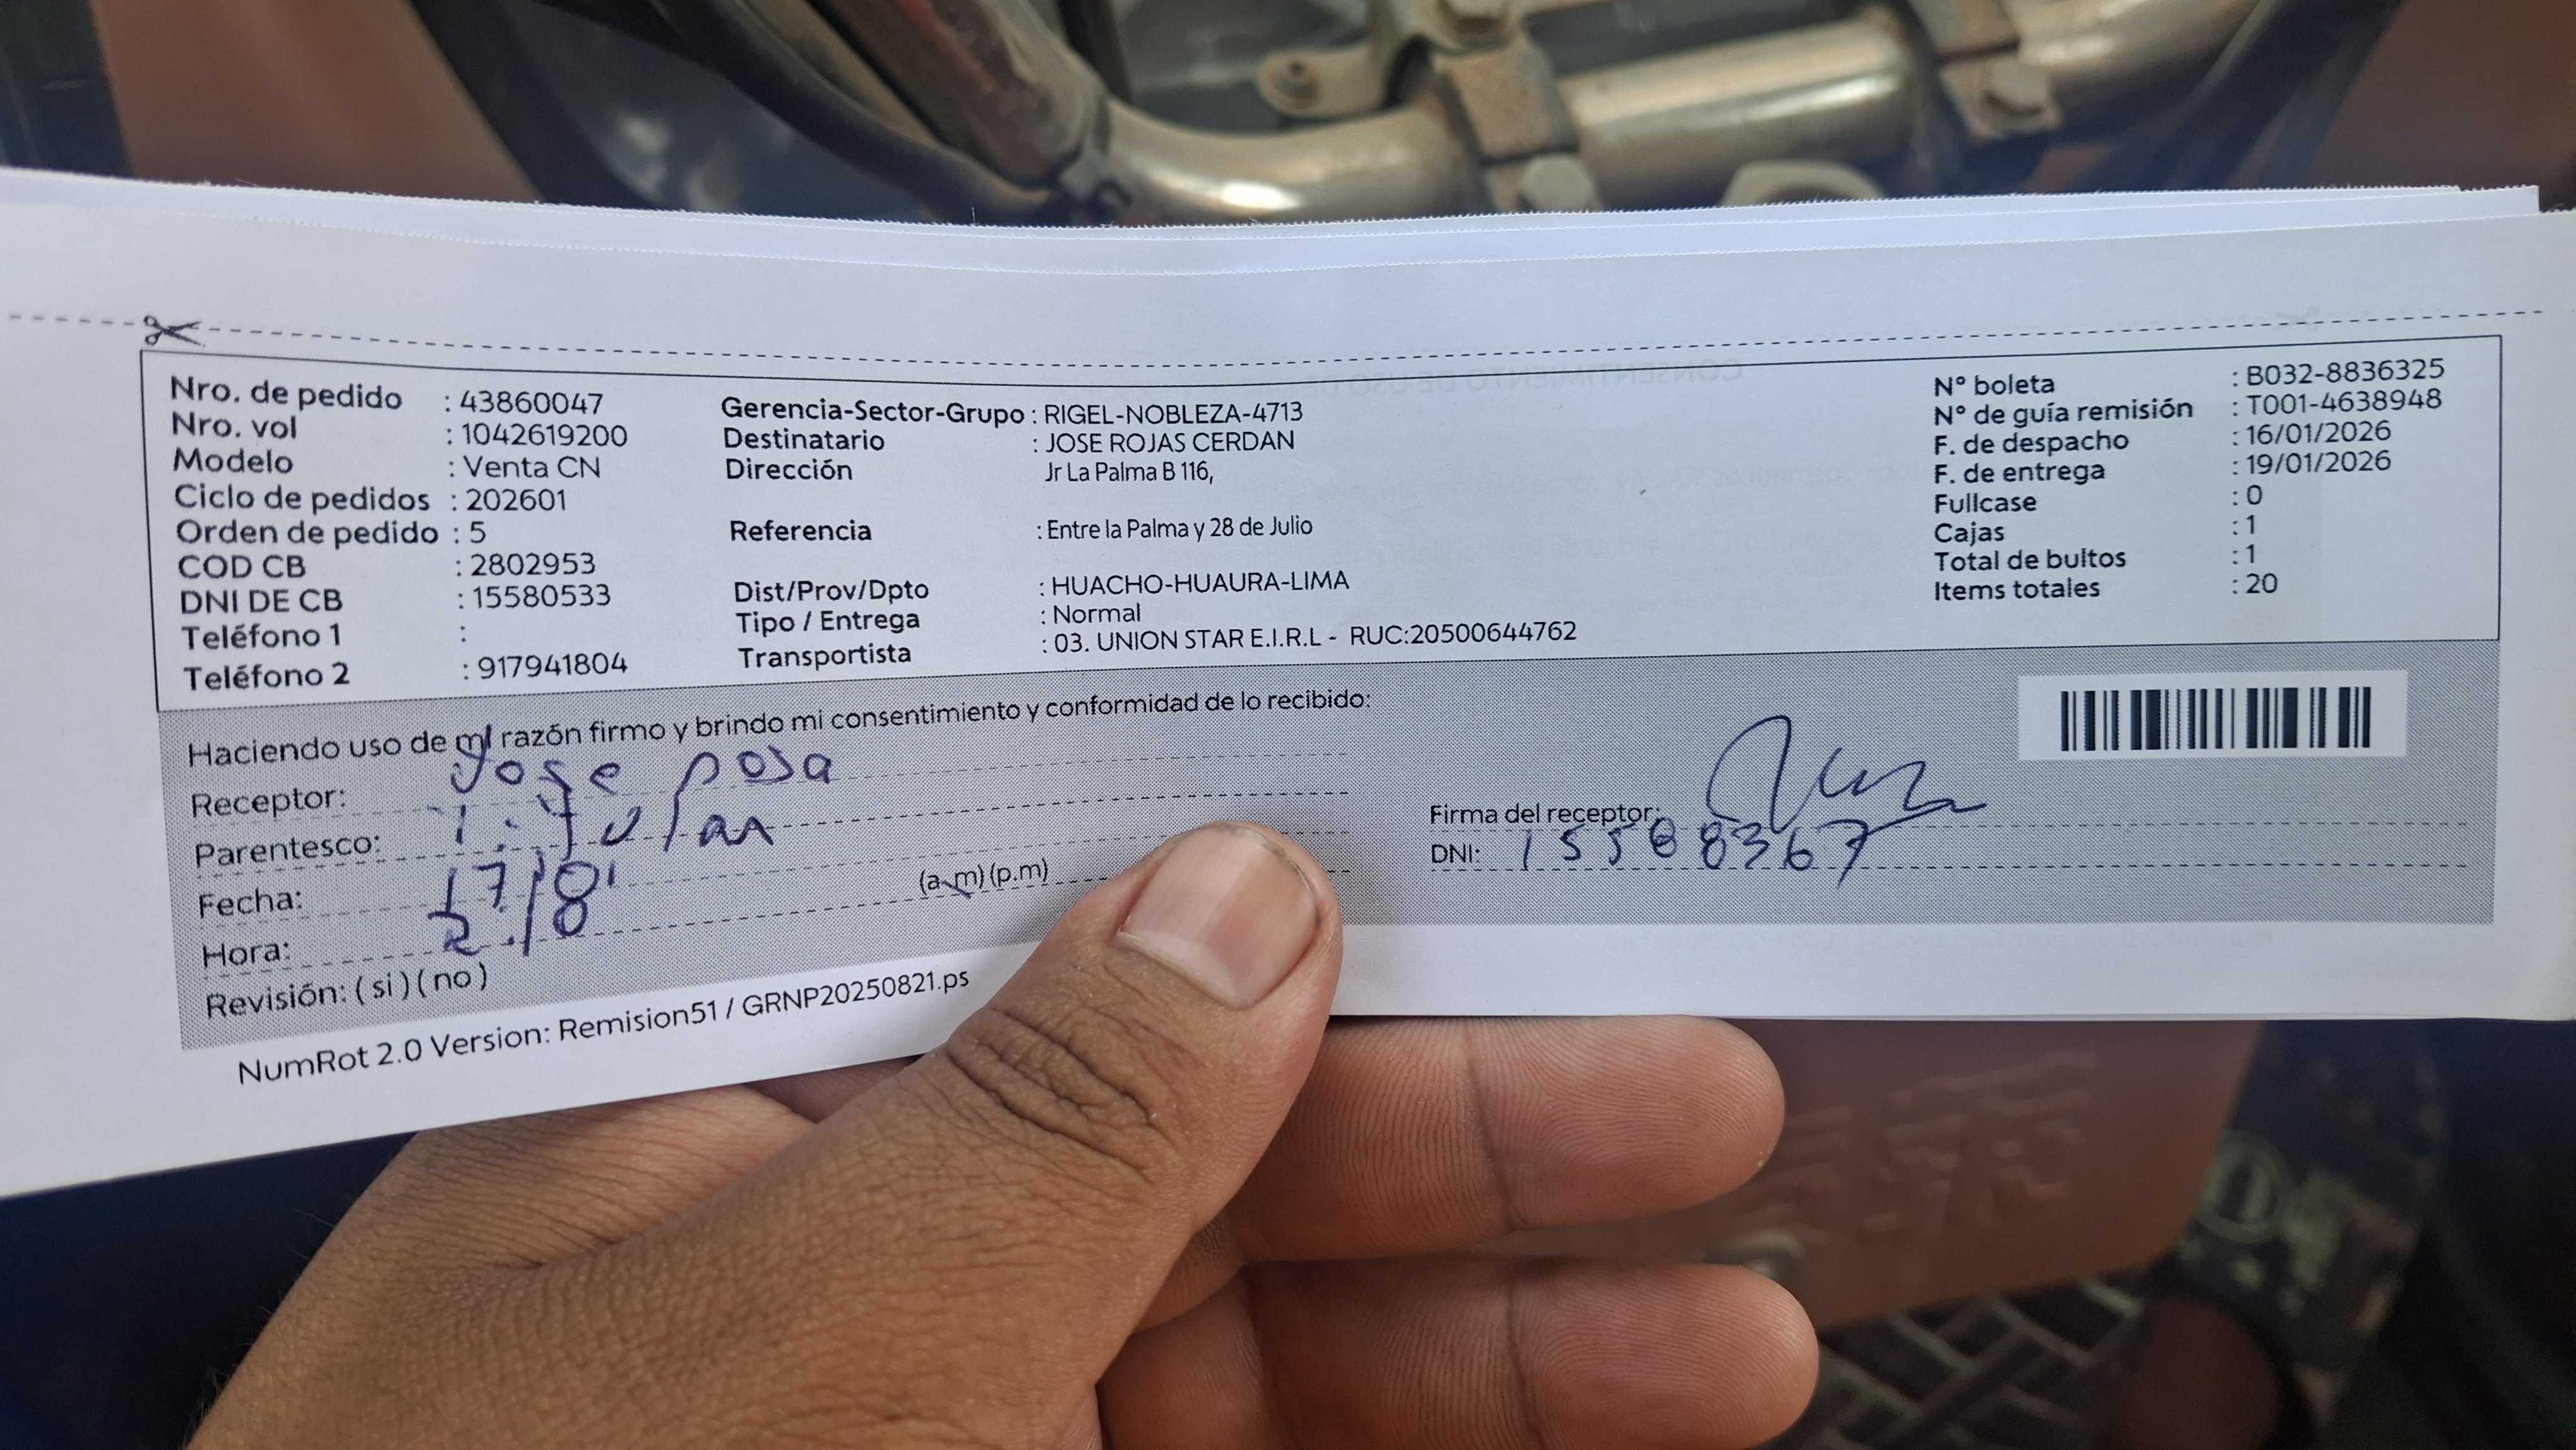 Nro. de pedido : 43860047
Nro. vol : 1042619200
Modelo : Venta CN
Ciclo de pedidos : 202601
Orden de pedido : 5
COD CB : 2802953
DNI DE CB : 15580533
Teléfono 1 :
Teléfono 2 : 917941804
Gerencia-Sector-Grupo : RIGEL-NOBLEZA-4713
Destinatario : JOSE ROJAS CERDAN
Dirección Jr La Palma B 116,
Referencia : Entre la Palma y 28 de Julio
Dist/Prov/Dpto : HUACHO-HUAURA-LIMA
Tipo / Entrega : Normal
Transportista : 03. UNION STAR E.I.R.L - RUC:20500644762
N° boleta : B032-8836325
N° de guía remisión : T001-4638948
F. de despacho : 16/01/2026
F. de entrega : 19/01/2026
Fullcase : 0
Cajas : 1
Total de bultos : 1
Items totales : 20
Haciendo uso de mi razón firmo y brindo mi consentimiento y conformidad de lo recibido:
Receptor: Jose
Parentesco: Titular
Fecha:
Hora: (a.m) (p.m)
Revisión: ( si ) ( no )
Firma del receptor:
DNI: 15588367
NumRot 2.0 Version: Remision51 / GRNP20250821.ps